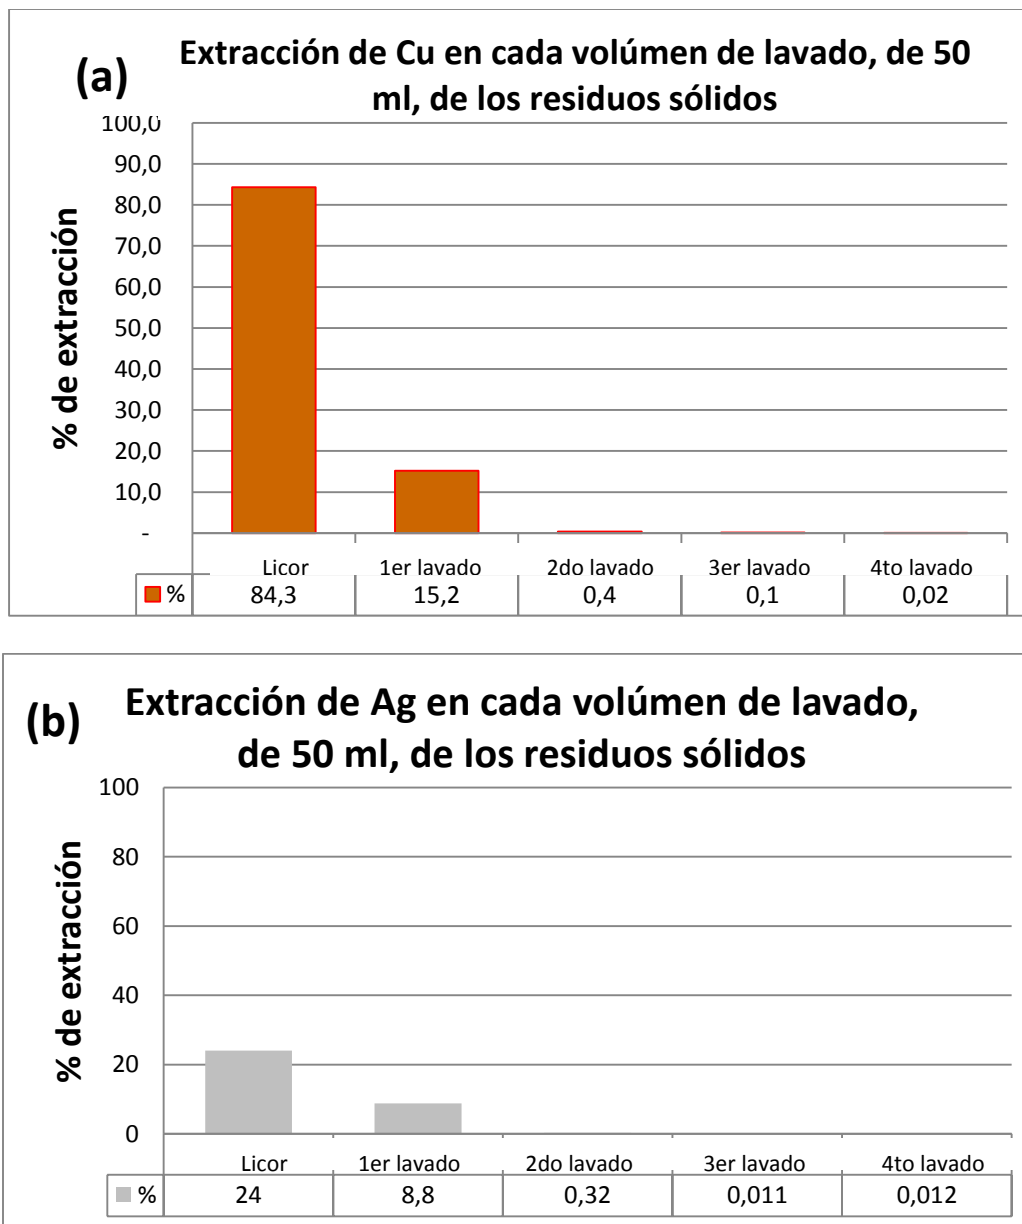 (a)
Extracción de Cu en cada volúmen de lavado, de 50
ml, de los residuos sólidos
% de extracción
100,0
90,0
80,0
70,0
60,0
50,0
40,0
30,0
20,0
10,0
-
Licor 1er lavado 2do lavado 3er lavado 4to lavado
% 84,3 15,2 0,4 0,1 0,02
(b)
Extracción de Ag en cada volúmen de lavado,
de 50 ml, de los residuos sólidos
% de extracción
100
80
60
40
20
0
Licor 1er lavado 2do lavado 3er lavado 4to lavado
% 24 8,8 0,32 0,011 0,012